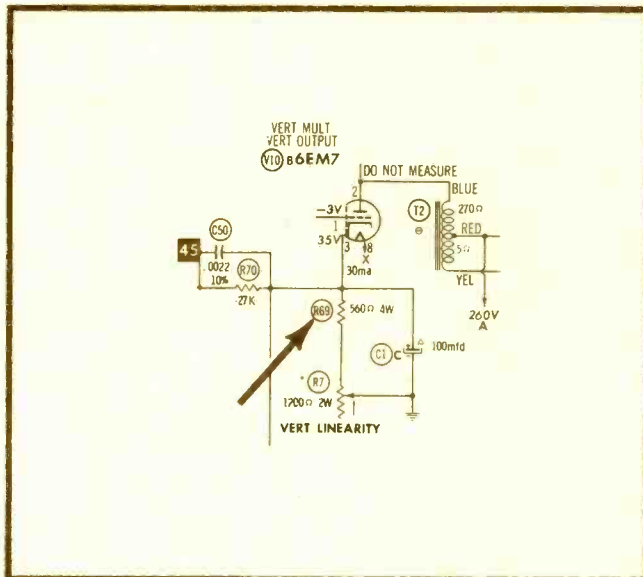 VERT MULT
VERT OUTPUT
V10 B 6EM7
DO NOT MEASURE
2
BLUE
-3V
1
35V
3
8
X
30ma
T2
270Ω
RED
5Ω
YEL
260V
A
C50
45
.0022
10%
R70
27K
R69
560Ω 4W
C1 C
100mfd
R7
1200Ω 2W
VERT LINEARITY